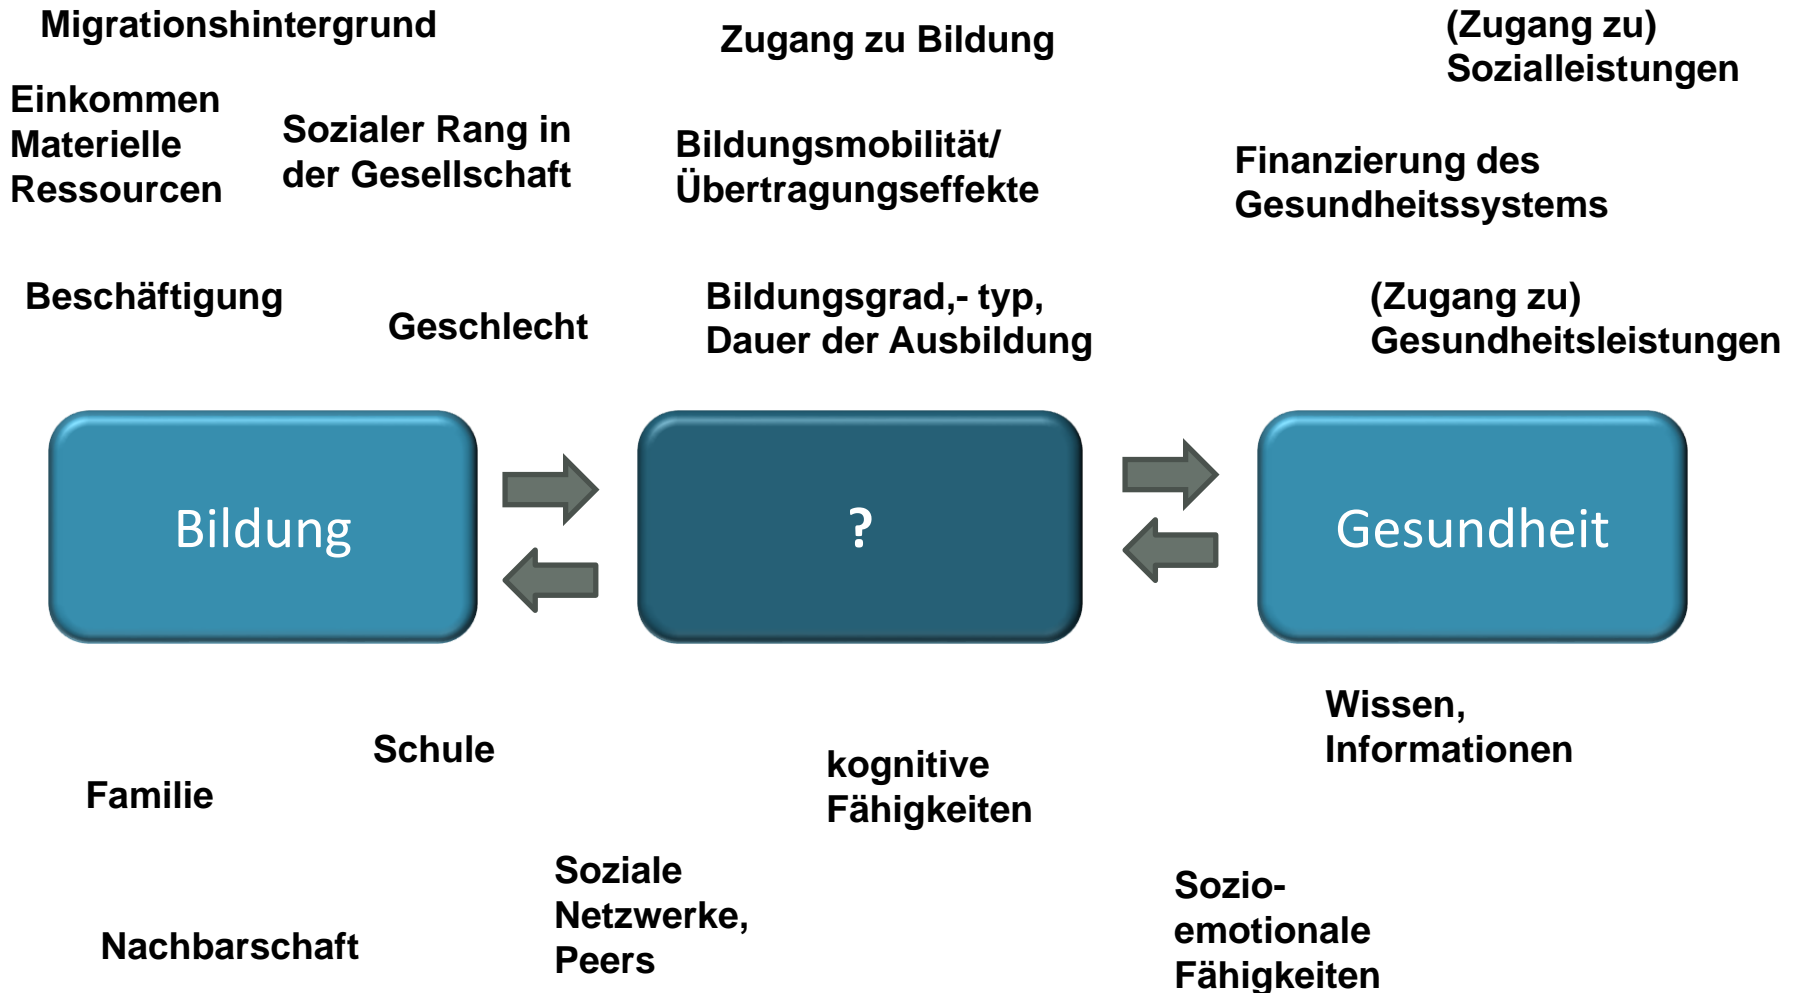 Migrationshintergrund
Zugang zu Bildung
(Zugang zu)
Sozialleistungen
Einkommen
Materielle
Ressourcen
Sozialer Rang in
der Gesellschaft
Bildungsmobilität/
Übertragungseffekte
Finanzierung des
Gesundheitssystems
Beschäftigung
Geschlecht
Bildungsgrad,- typ,
Dauer der Ausbildung
(Zugang zu)
Gesundheitsleistungen
Bildung
?
Gesundheit
Schule
Familie
kognitive
Fähigkeiten
Wissen,
Informationen
Nachbarschaft
Soziale
Netzwerke,
Peers
Sozio-
emotionale
Fähigkeiten